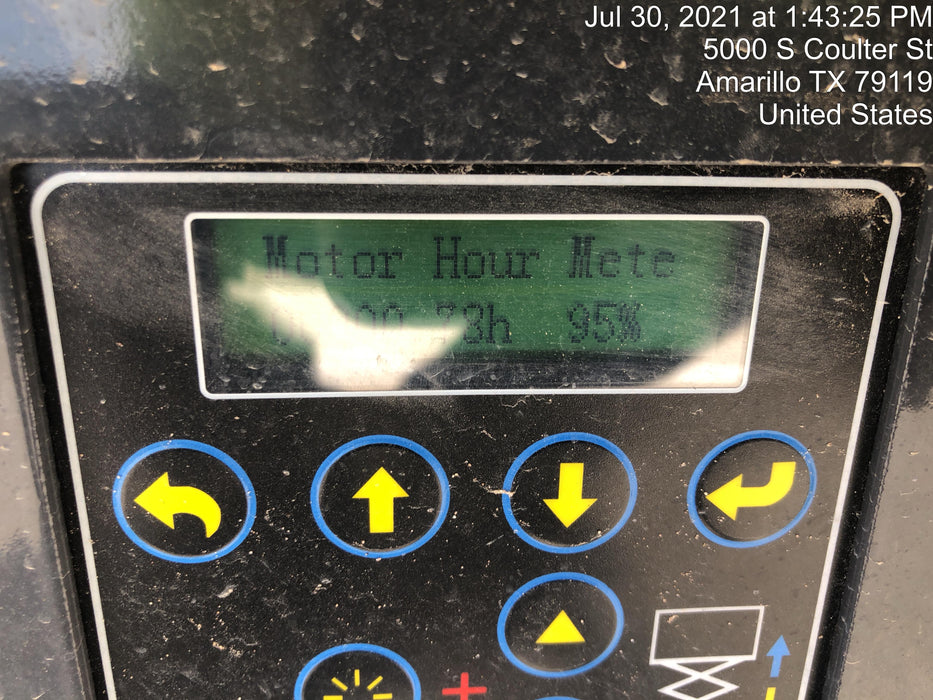 Jul 30, 2021 at 1:43:25 PM
5000 S Coulter St
Amarillo TX 79119
United States
Motor Hour Mete
95%